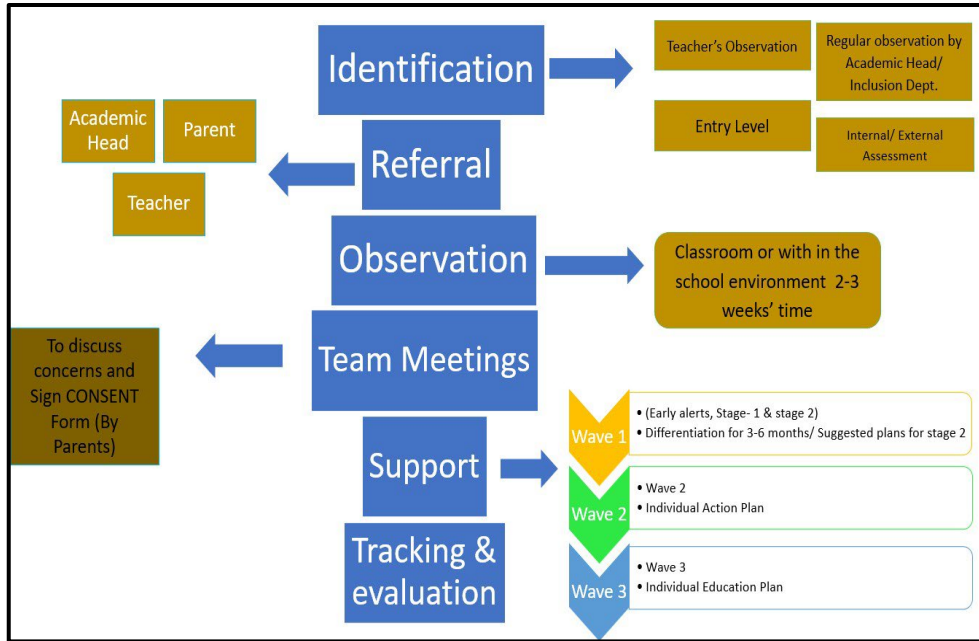 Identification
Teacher's Observation
Regular observation by
Academic Head/
Inclusion Dept.
Entry Level
Internal/ External
Assessment
Referral
Academic
Head
Parent
Teacher
Observation
Classroom or with in the
school environment  2-3
weeks' time
Team Meetings
To discuss
concerns and
Sign CONSENT
Form (By
Parents)
Support
Wave 1
• (Early alerts, Stage- 1 & stage 2)
• Differentiation for 3-6 months/ Suggested plans for stage 2
Wave 2
• Wave 2
• Individual Action Plan
Wave 3
• Wave 3
• Individual Education Plan
Tracking &
evaluation